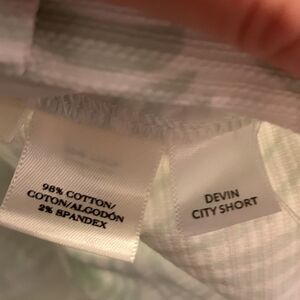 98% COTTON/
COTON/ALGODÓN
2% SPANDEX
DEVIN
CITY SHORT